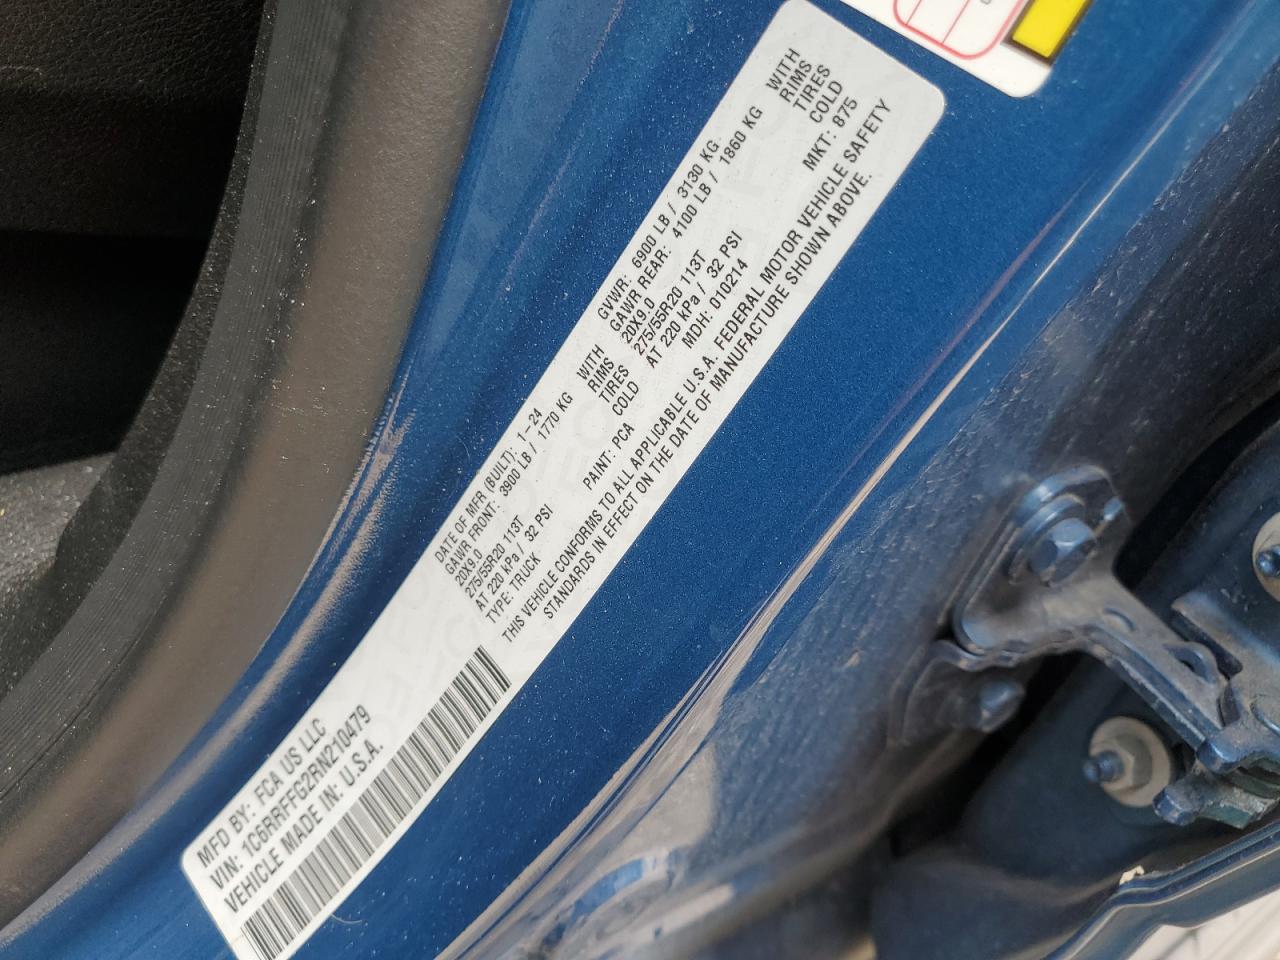 MFD BY: FCA US LLC
VIN: 1C6RRFFG2RN210479
VEHICLE MADE IN: U.S.A.
DATE OF MFR (BUILT): 1-24
GAWR FRONT: 3900 LB / 1770 KG WITH
20X9.0 RIMS
275/55R20 113T TIRES
AT 220 kPa / 32 PSI COLD
TYPE: TRUCK PAINT: PCA
GVWR: 6900 LB / 3130 KG
GAWR REAR: 4100 LB / 1860 KG WITH
20X9.0 RIMS
275/55R20 113T TIRES
AT 220 kPa / 32 PSI COLD
MDH: 010214 MKT: 875
THIS VEHICLE CONFORMS TO ALL APPLICABLE U.S.A. FEDERAL MOTOR VEHICLE SAFETY
STANDARDS IN EFFECT ON THE DATE OF MANUFACTURE SHOWN ABOVE.